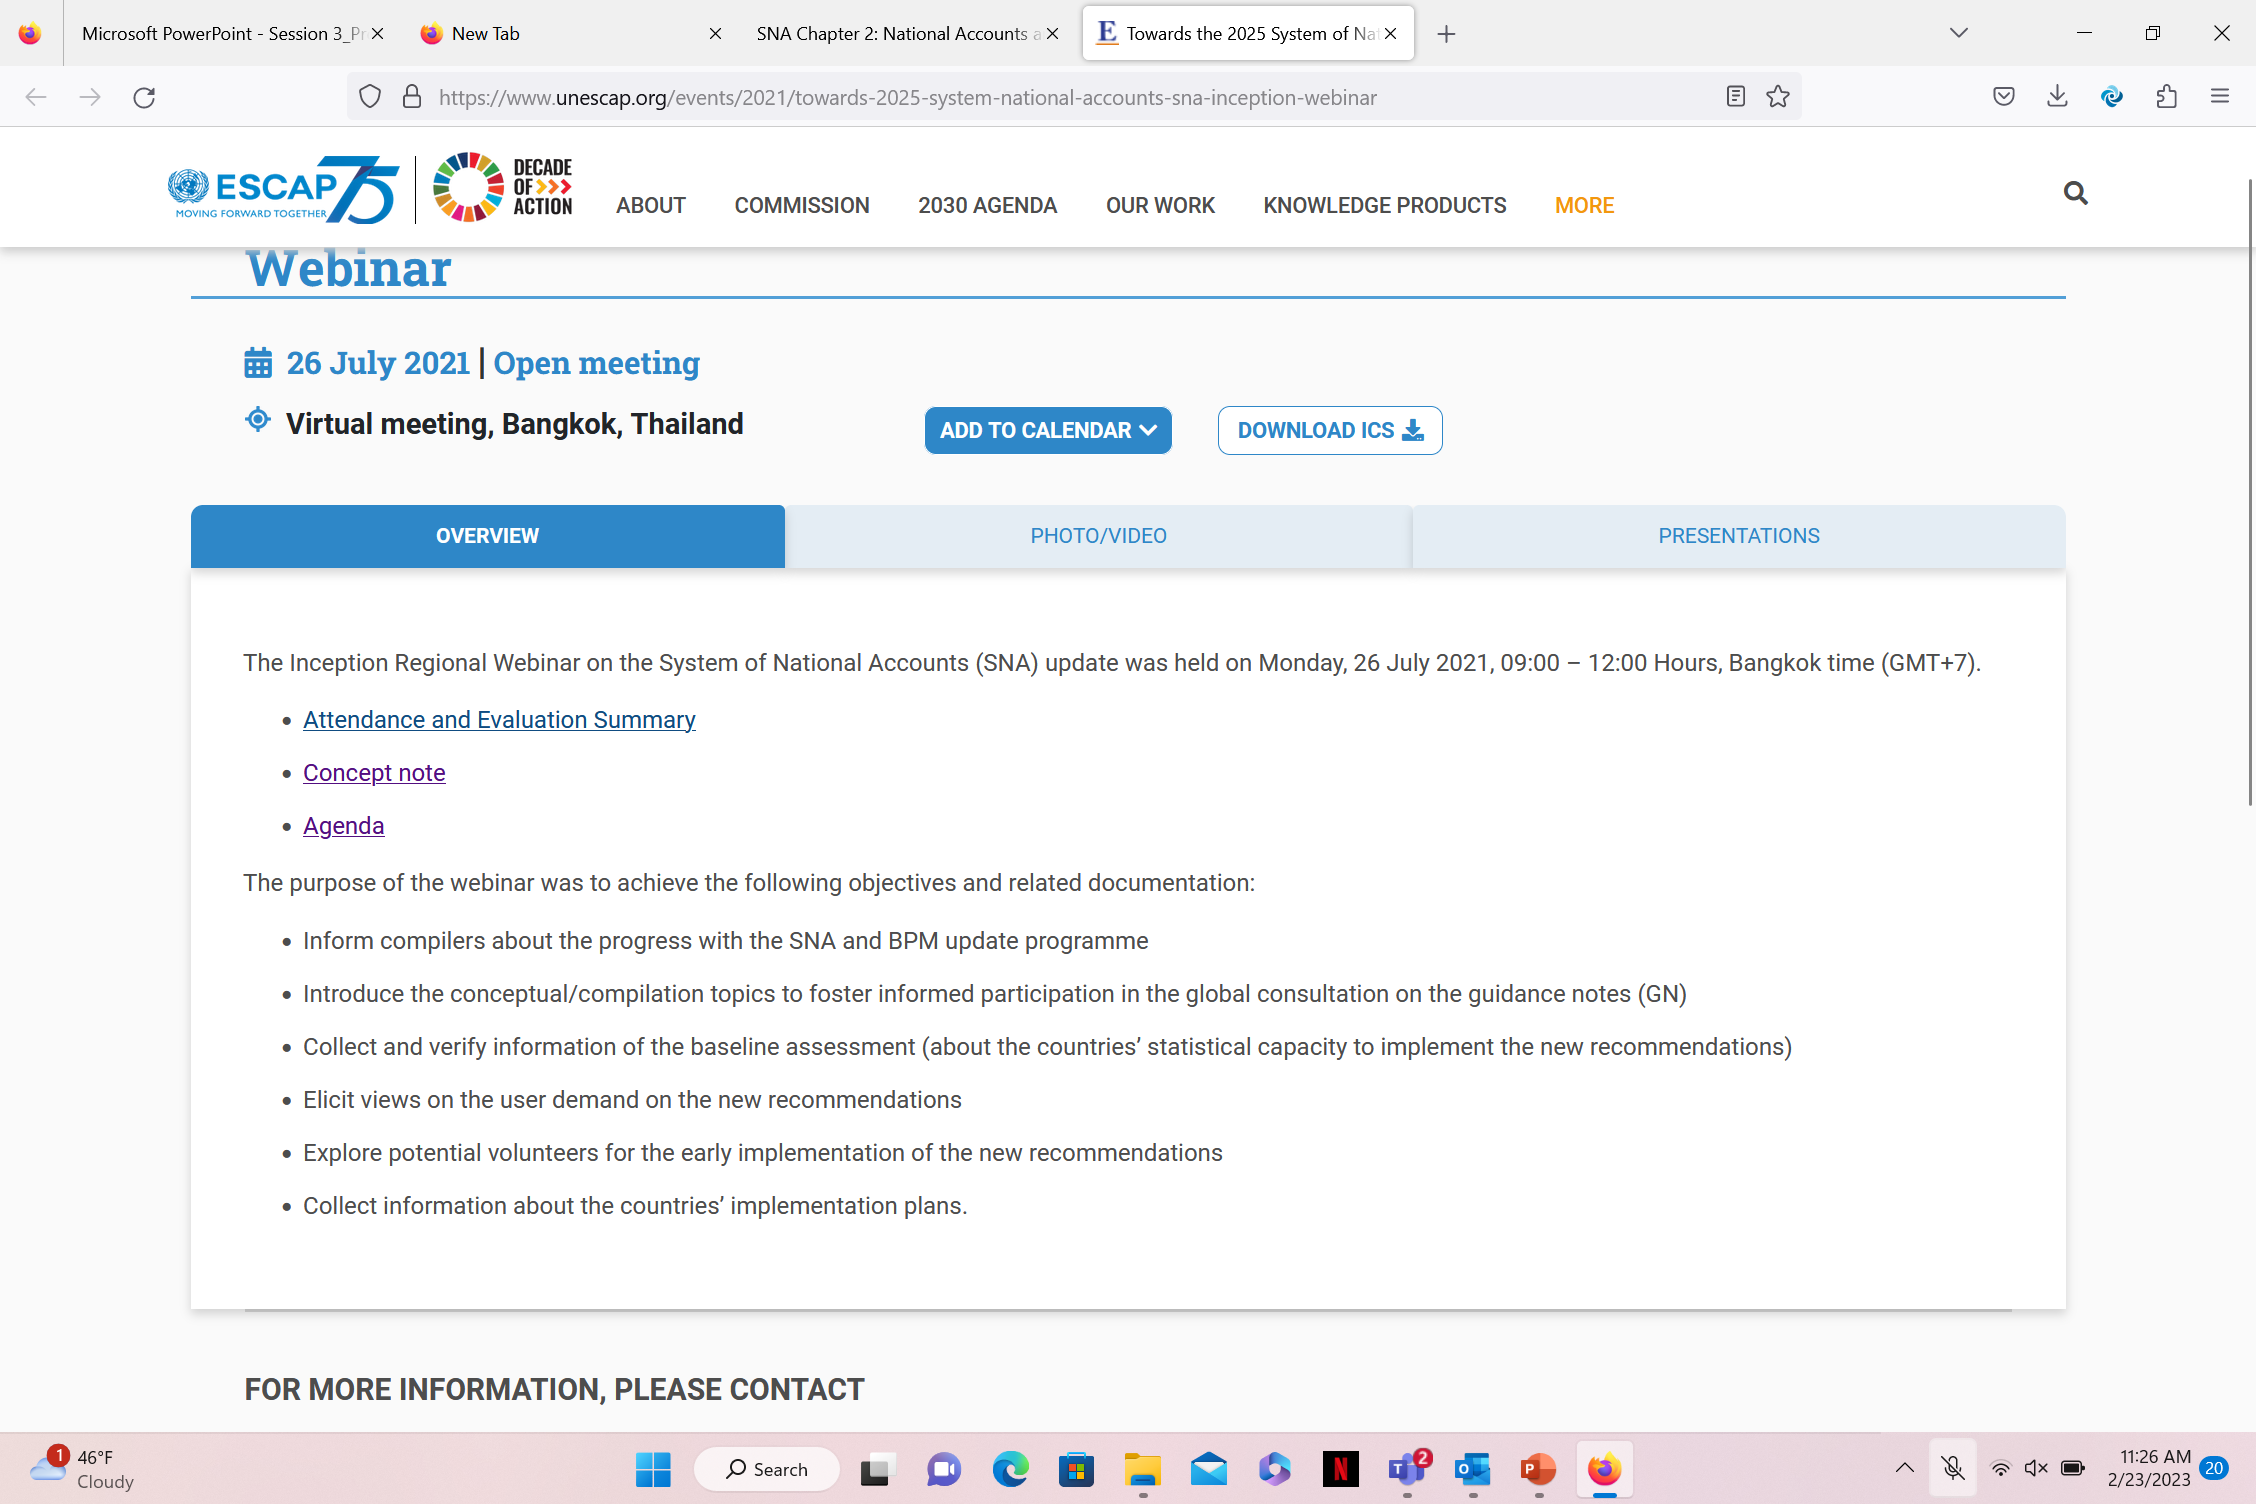 Microsoft PowerPoint - Session 3_Pr
New Tab
SNA Chapter 2: National Accounts a
E Towards the 2025 System of Nat
https://www.unescap.org/events/2021/towards-2025-system-national-accounts-sna-inception-webinar
ESCAP 75
MOVING FORWARD TOGETHER
DECADE
OF >>>
ACTION
ABOUT
COMMISSION
2030 AGENDA
OUR WORK
KNOWLEDGE PRODUCTS
MORE
Webinar
26 July 2021 | Open meeting
Virtual meeting, Bangkok, Thailand
ADD TO CALENDAR
DOWNLOAD ICS
OVERVIEW
PHOTO/VIDEO
PRESENTATIONS
The Inception Regional Webinar on the System of National Accounts (SNA) update was held on Monday, 26 July 2021, 09:00 – 12:00 Hours, Bangkok time (GMT+7).
• Attendance and Evaluation Summary
• Concept note
• Agenda
The purpose of the webinar was to achieve the following objectives and related documentation:
• Inform compilers about the progress with the SNA and BPM update programme
• Introduce the conceptual/compilation topics to foster informed participation in the global consultation on the guidance notes (GN)
• Collect and verify information of the baseline assessment (about the countries’ statistical capacity to implement the new recommendations)
• Elicit views on the user demand on the new recommendations
• Explore potential volunteers for the early implementation of the new recommendations
• Collect information about the countries’ implementation plans.
FOR MORE INFORMATION, PLEASE CONTACT
1
46°F
Cloudy
Search
N
T 2
O
P
11:26 AM
2/23/2023
20